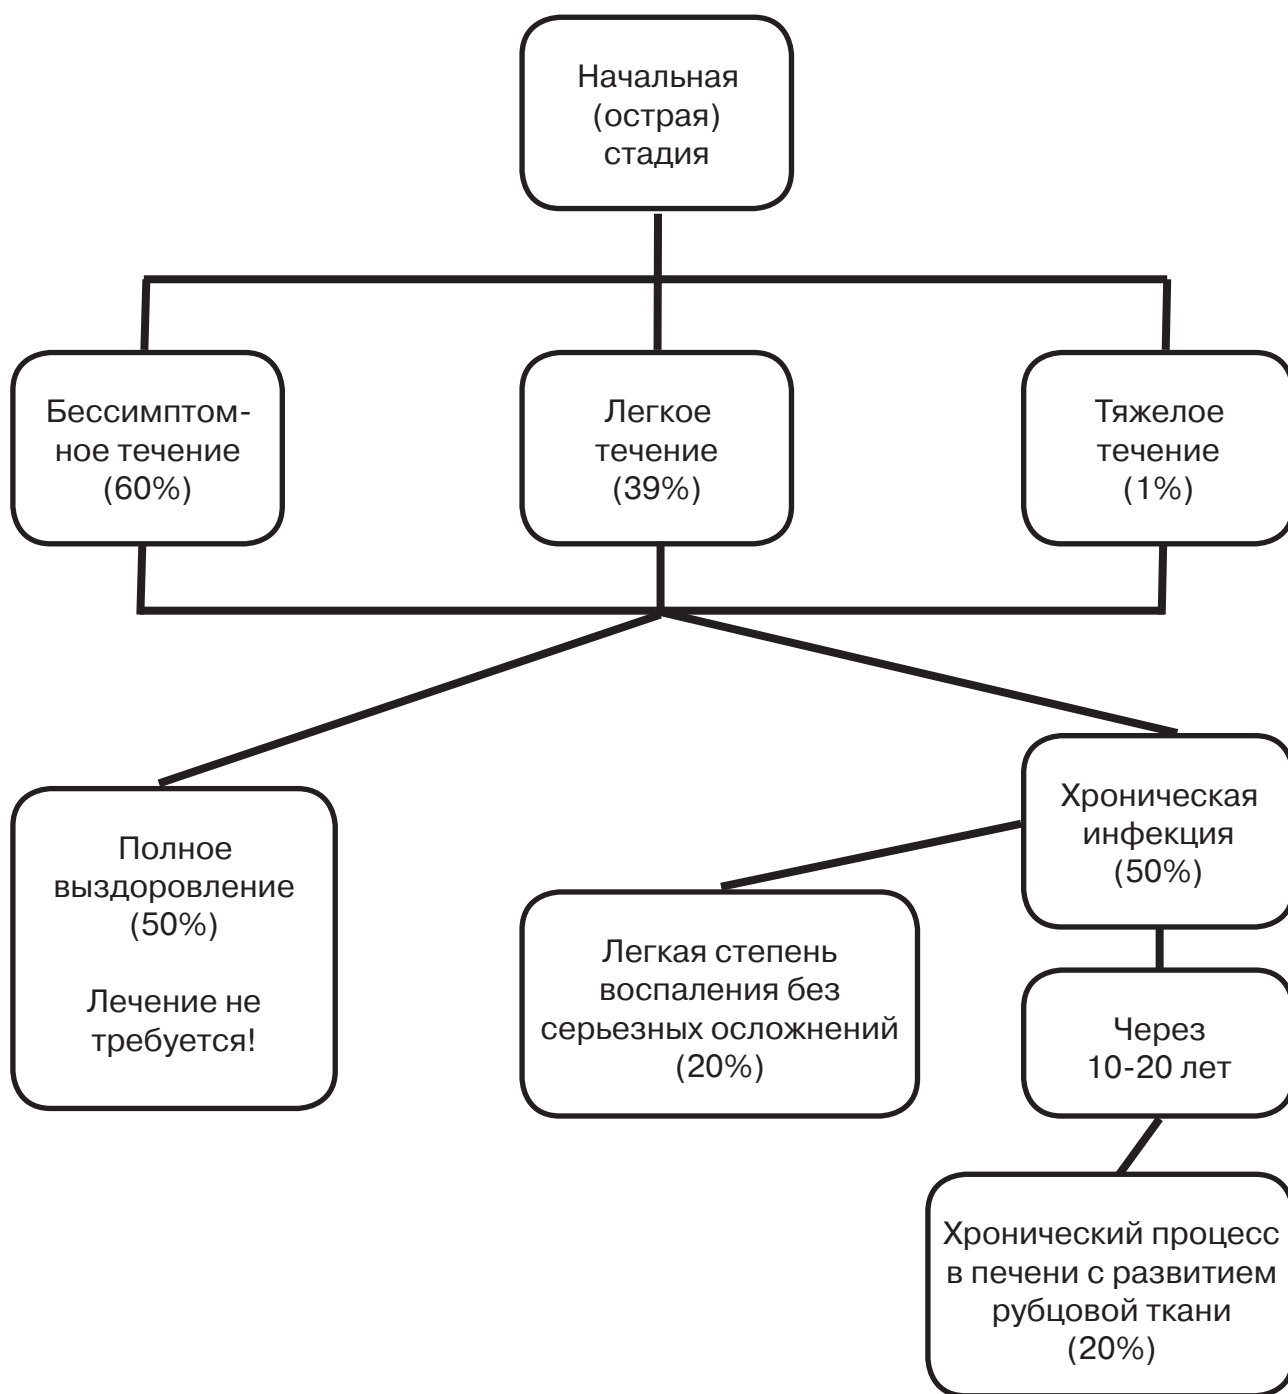 Начальная
(острая)
стадия
Бессимптом-
ное течение
(60%)
Легкое
течение
(39%)
Тяжелое
течение
(1%)
Полное
выздоровление
(50%)
Лечение не
требуется!
Легкая степень
воспаления без
серьезных осложнений
(20%)
Хроническая
инфекция
(50%)
Через
10-20 лет
Хронический процесс
в печени с развитием
рубцовой ткани
(20%)